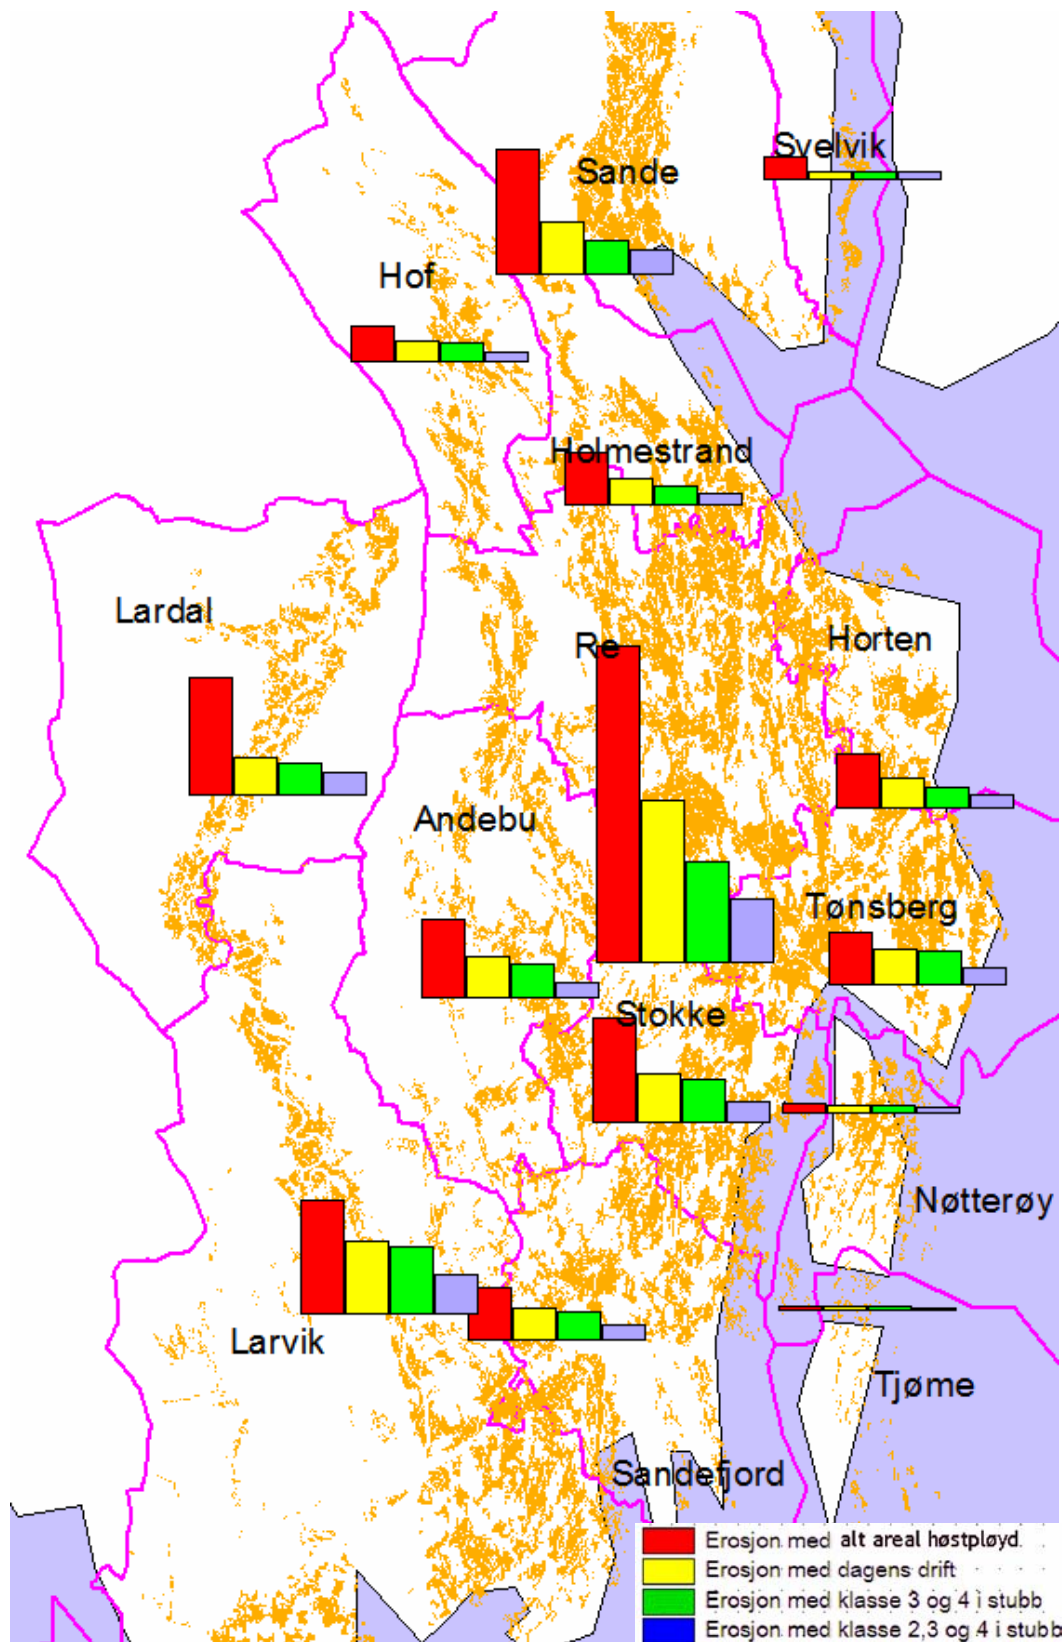 Svelvik
Sande
Hof
Holmestrand
Lardal
Re
Horten
Andebu
Tønsberg
Stokke
Nøtterøy
Larvik
Tjøme
Sandefjord
Erosjon med alt areal høstpløyd
Erosjon med dagens drift
Erosjon med klasse 3 og 4 i stubb
Erosjon med klasse 2,3 og 4 i stubb